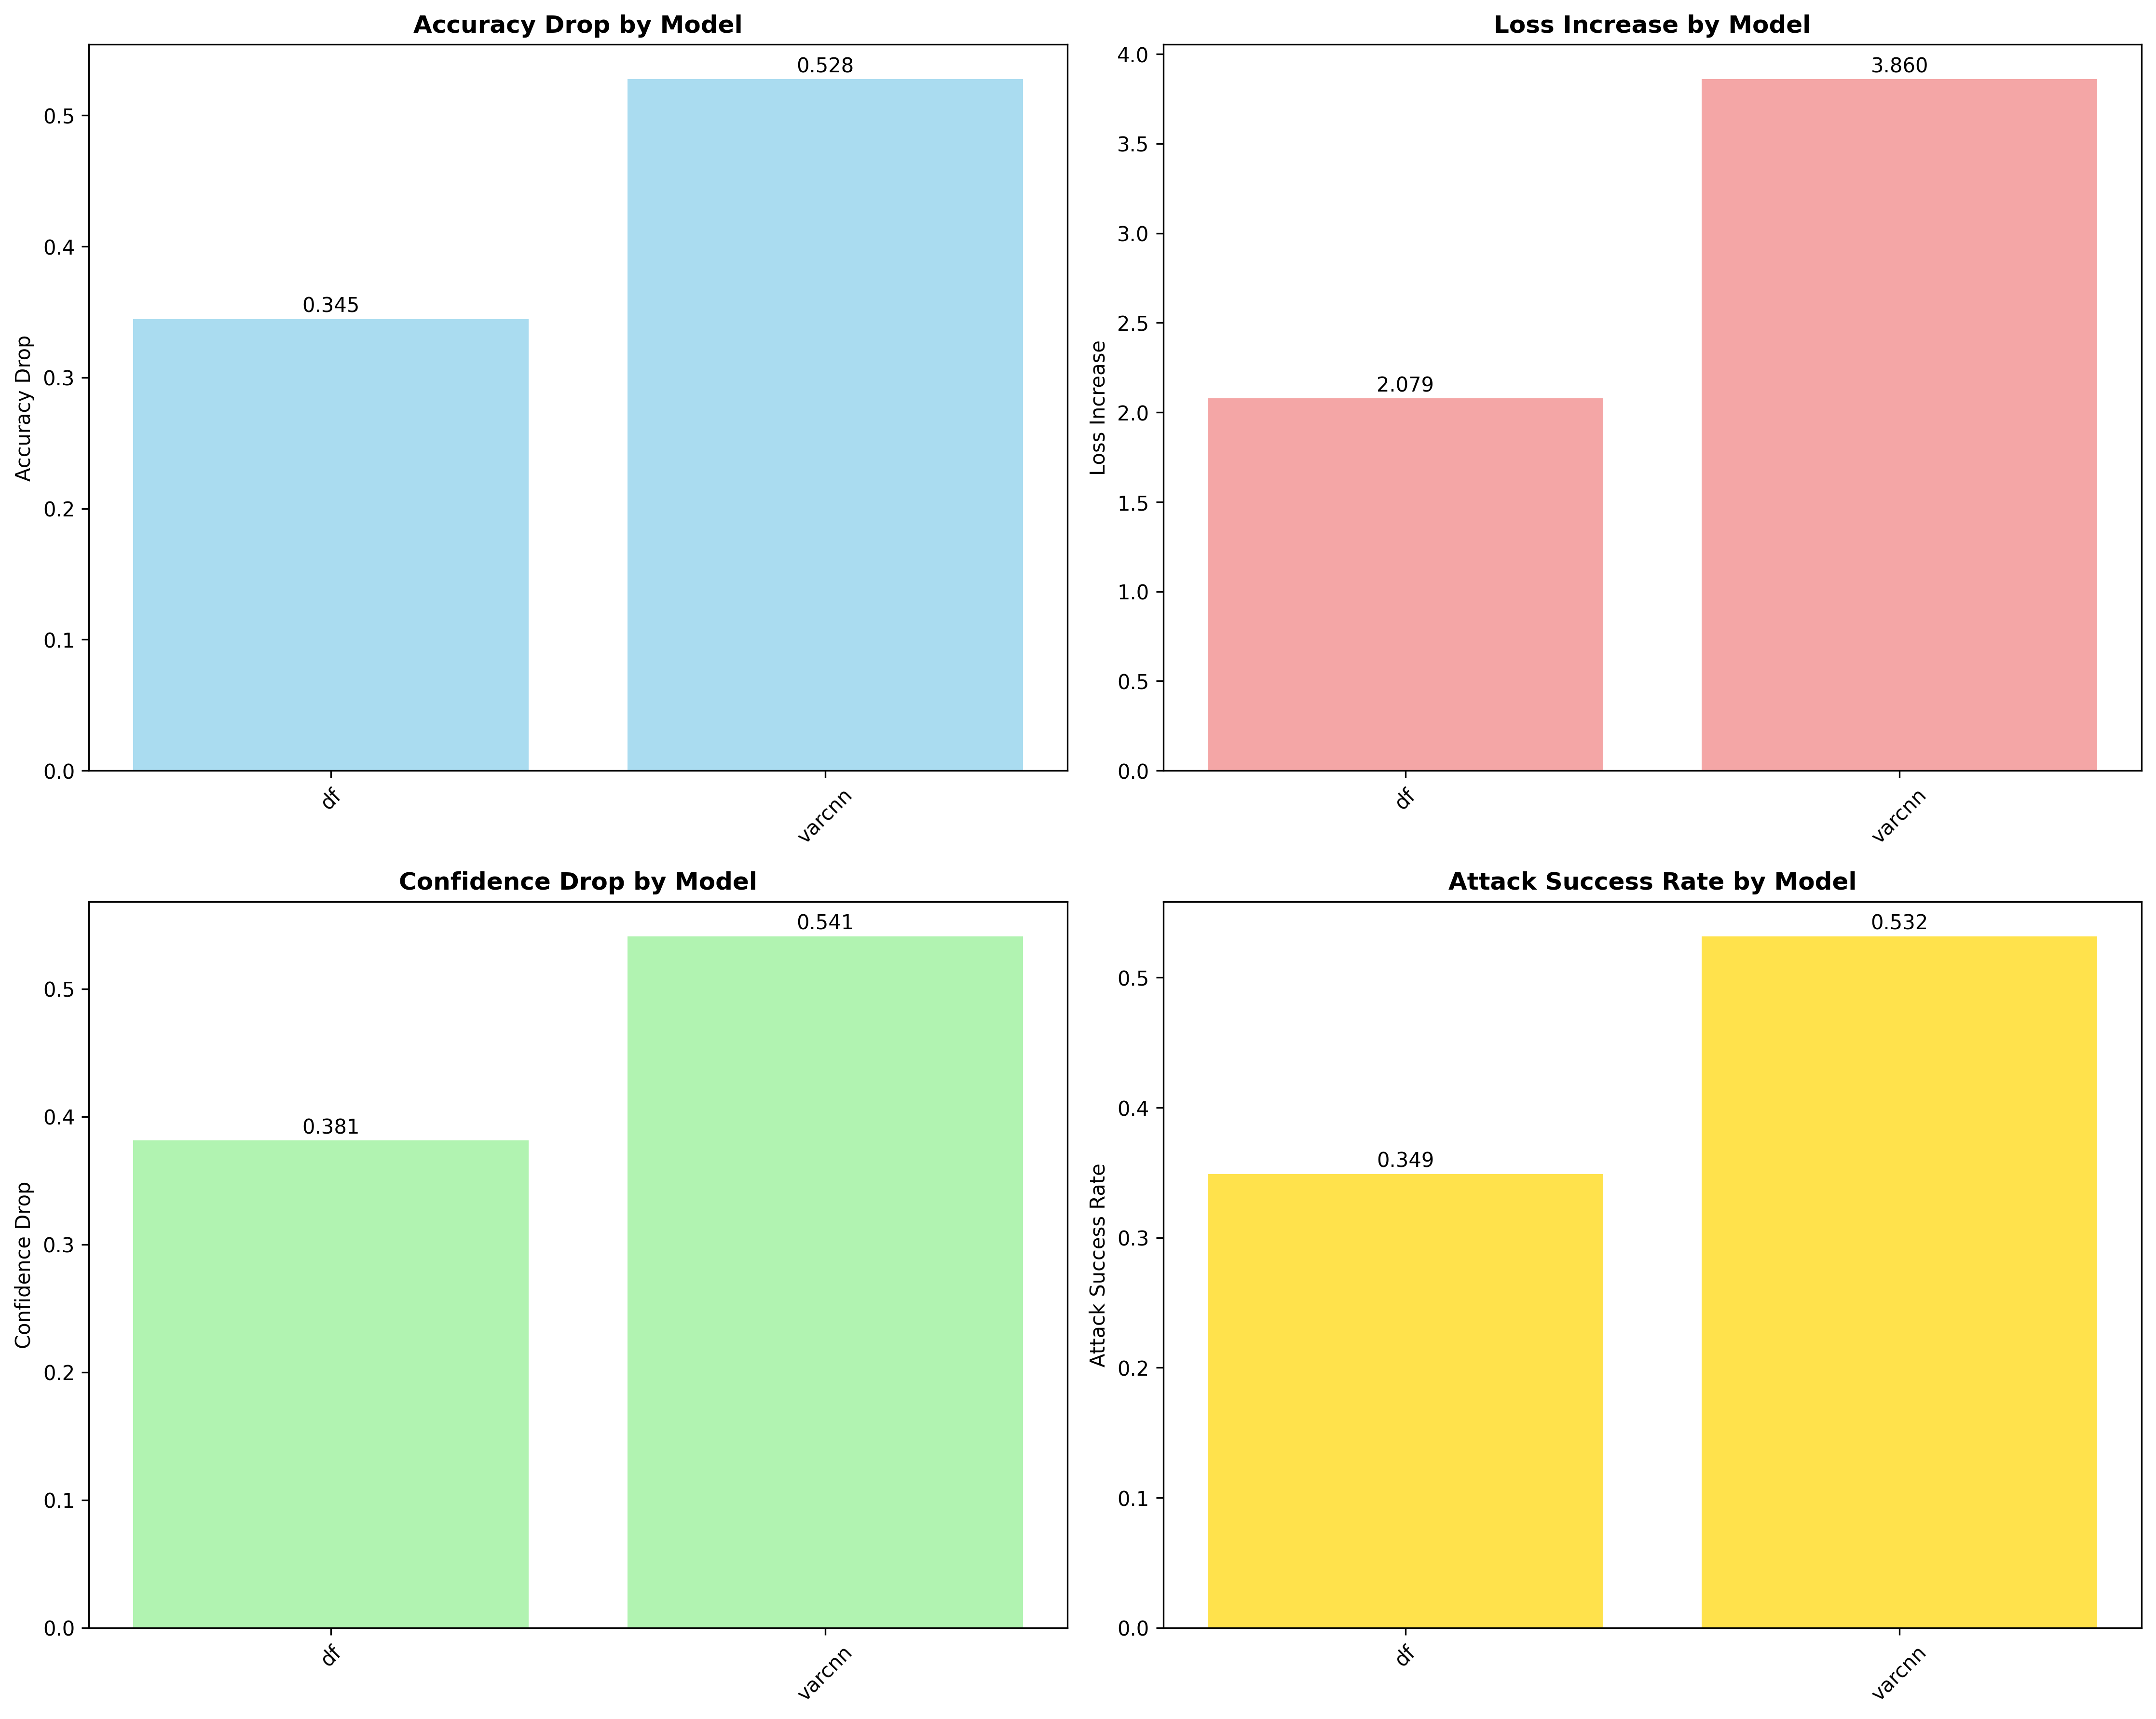 Accuracy Drop by Model
Accuracy Drop
0.5
0.4
0.3
0.2
0.1
0.0
0.345
0.528
df
varcnn
Loss Increase by Model
Loss Increase
4.0
3.5
3.0
2.5
2.0
1.5
1.0
0.5
0.0
2.079
3.860
df
varcnn
Confidence Drop by Model
Confidence Drop
0.5
0.4
0.3
0.2
0.1
0.0
0.381
0.541
df
varcnn
Attack Success Rate by Model
Attack Success Rate
0.5
0.4
0.3
0.2
0.1
0.0
0.349
0.532
df
varcnn